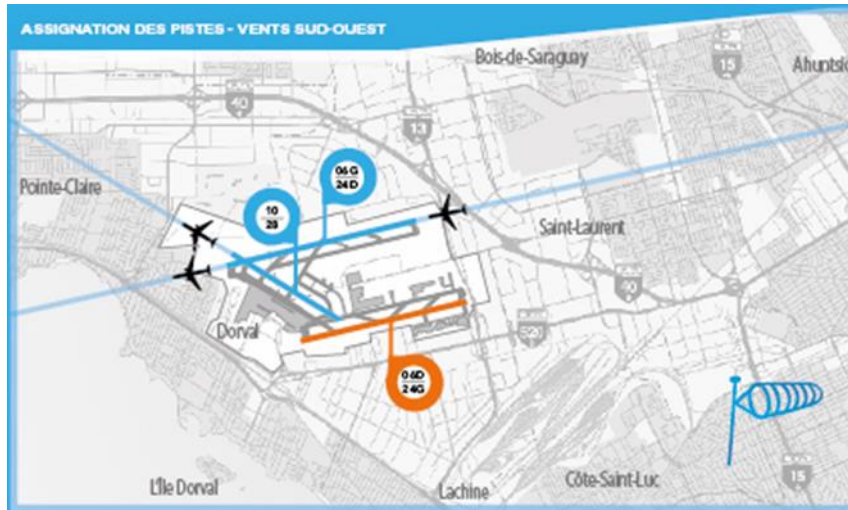 ASSIGNATION DES PISTES - VENTS SUD-OUEST
Bois-de-Saraguay
15
Ahuntsic
40
13
Pointe-Claire
06G
24D
10
28
Saint-Laurent
40
Dorval
520
06D
24G
L'Île Dorval
Lachine
Côte-Saint-Luc
15